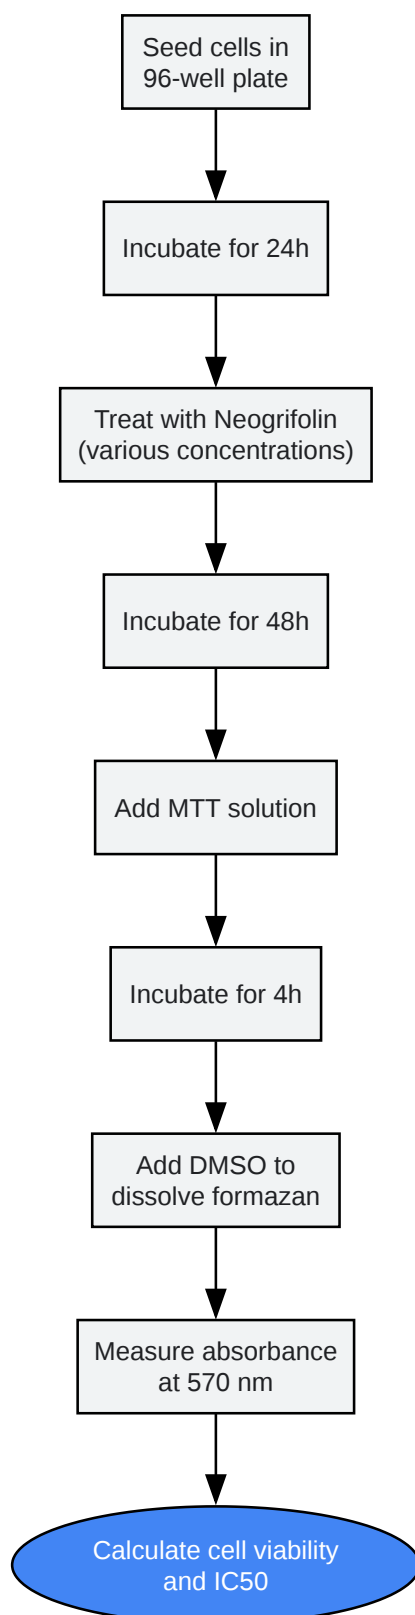 Seed cells in
96-well plate
Incubate for 24h
Treat with Neogrifolin
(various concentrations)
Incubate for 48h
Add MTT solution
Incubate for 4h
Add DMSO to
dissolve formazan
Measure absorbance
at 570 nm
Calculate cell viability
and IC50